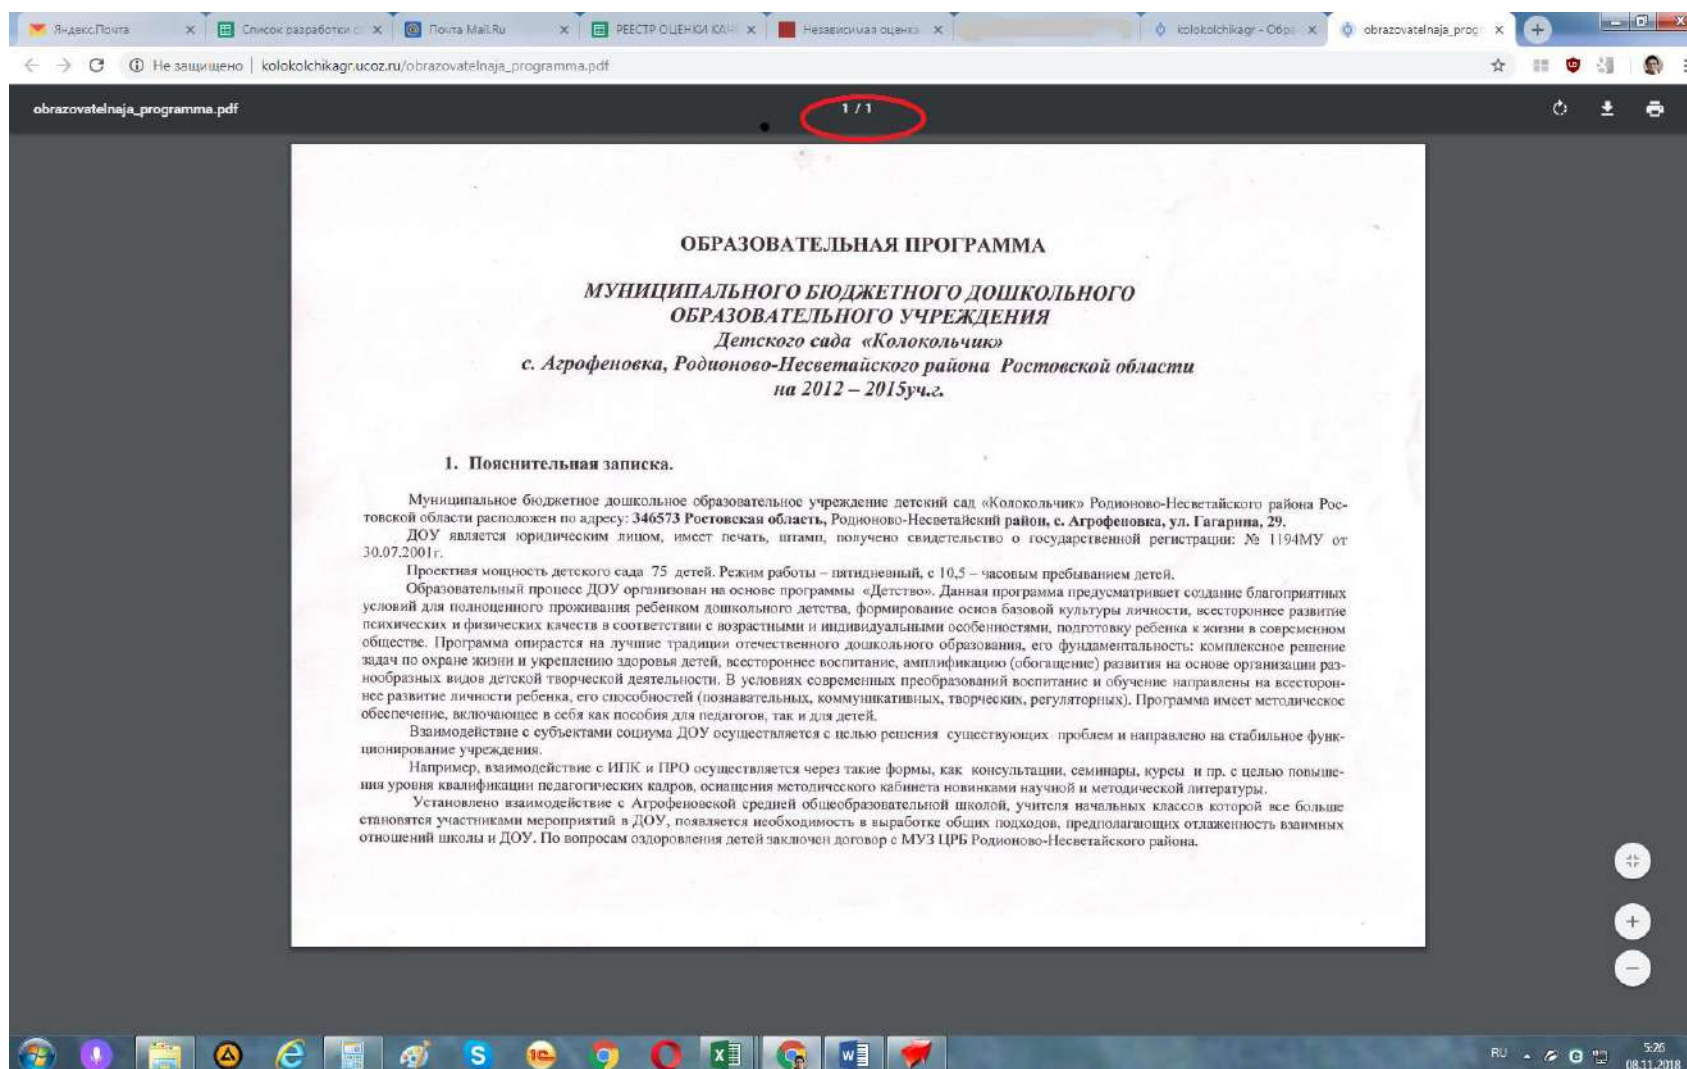 Яндекс.Почта
Список разработки с
Почта Mail.Ru
РЕЕСТР ОЦЕНКИ КАЧ
Независимая оценка
kolokolchikagr - Обра
obrazovatelnaja_progr
Не защищено | kolokolchikagr.ucoz.ru/obrazovatelnaja_programma.pdf
obrazovatelnaja_programma.pdf
1 / 1
ОБРАЗОВАТЕЛЬНАЯ ПРОГРАММА
МУНИЦИПАЛЬНОГО БЮДЖЕТНОГО ДОШКОЛЬНОГО
ОБРАЗОВАТЕЛЬНОГО УЧРЕЖДЕНИЯ
Детского сада «Колокольчик»
с. Агрофеновка, Родионово-Несветайского района Ростовской области
на 2012 – 2015уч.г.
1. Пояснительная записка.
Муниципальное бюджетное дошкольное образовательное учреждение детский сад «Колокольчик» Родионово-Несветайского района Рос-
товской области расположен по адресу: 346573 Ростовская область, Родионово-Несветайский район, с. Агрофеновка, ул. Гагарина, 29.
ДОУ является юридическим лицом, имеет печать, штамп, получено свидетельство о государственной регистрации: № 1194МУ от
30.07.2001г.
Проектная мощность детского сада 75 детей. Режим работы – пятидневный, с 10,5 – часовым пребыванием детей.
Образовательный процесс ДОУ организован на основе программы «Детство». Данная программа предусматривает создание благоприятных
условий для полноценного проживания ребенком дошкольного детства, формирование основ базовой культуры личности, всестороннее развитие
психических и физических качеств в соответствии с возрастными и индивидуальными особенностями, подготовку ребенка к жизни в современном
обществе. Программа опирается на лучшие традиции отечественного дошкольного образования, его фундаментальность: комплексное решение
задач по охране жизни и укреплению здоровья детей, всестороннее воспитание, амплификацию (обогащение) развития на основе организации раз-
нообразных видов детской творческой деятельности. В условиях современных преобразований воспитание и обучение направлены на всесторон-
нее развитие личности ребенка, его способностей (познавательных, коммуникативных, творческих, регуляторных). Программа имеет методическое
обеспечение, включающее в себя как пособия для педагогов, так и для детей.
Взаимодействие с субъектами социума ДОУ осуществляется с целью решения существующих проблем и направлено на стабильное функ-
ционирование учреждения.
Например, взаимодействие с ИПК и ПРО осуществляется через такие формы, как консультации, семинары, курсы и пр. с целью повыше-
ния уровня квалификации педагогических кадров, оснащения методического кабинета новинками научной и методической литературы.
Установлено взаимодействие с Агрофеновской средней общеобразовательной школой, учителя начальных классов которой все больше
становятся участниками мероприятий в ДОУ, появляется необходимость в выработке общих подходов, предполагающих отлаженность взаимных
отношений школы и ДОУ. По вопросам оздоровления детей заключен договор с МУЗ ЦРБ Родионово-Несветайского района.
RU
5:26
08.11.2018